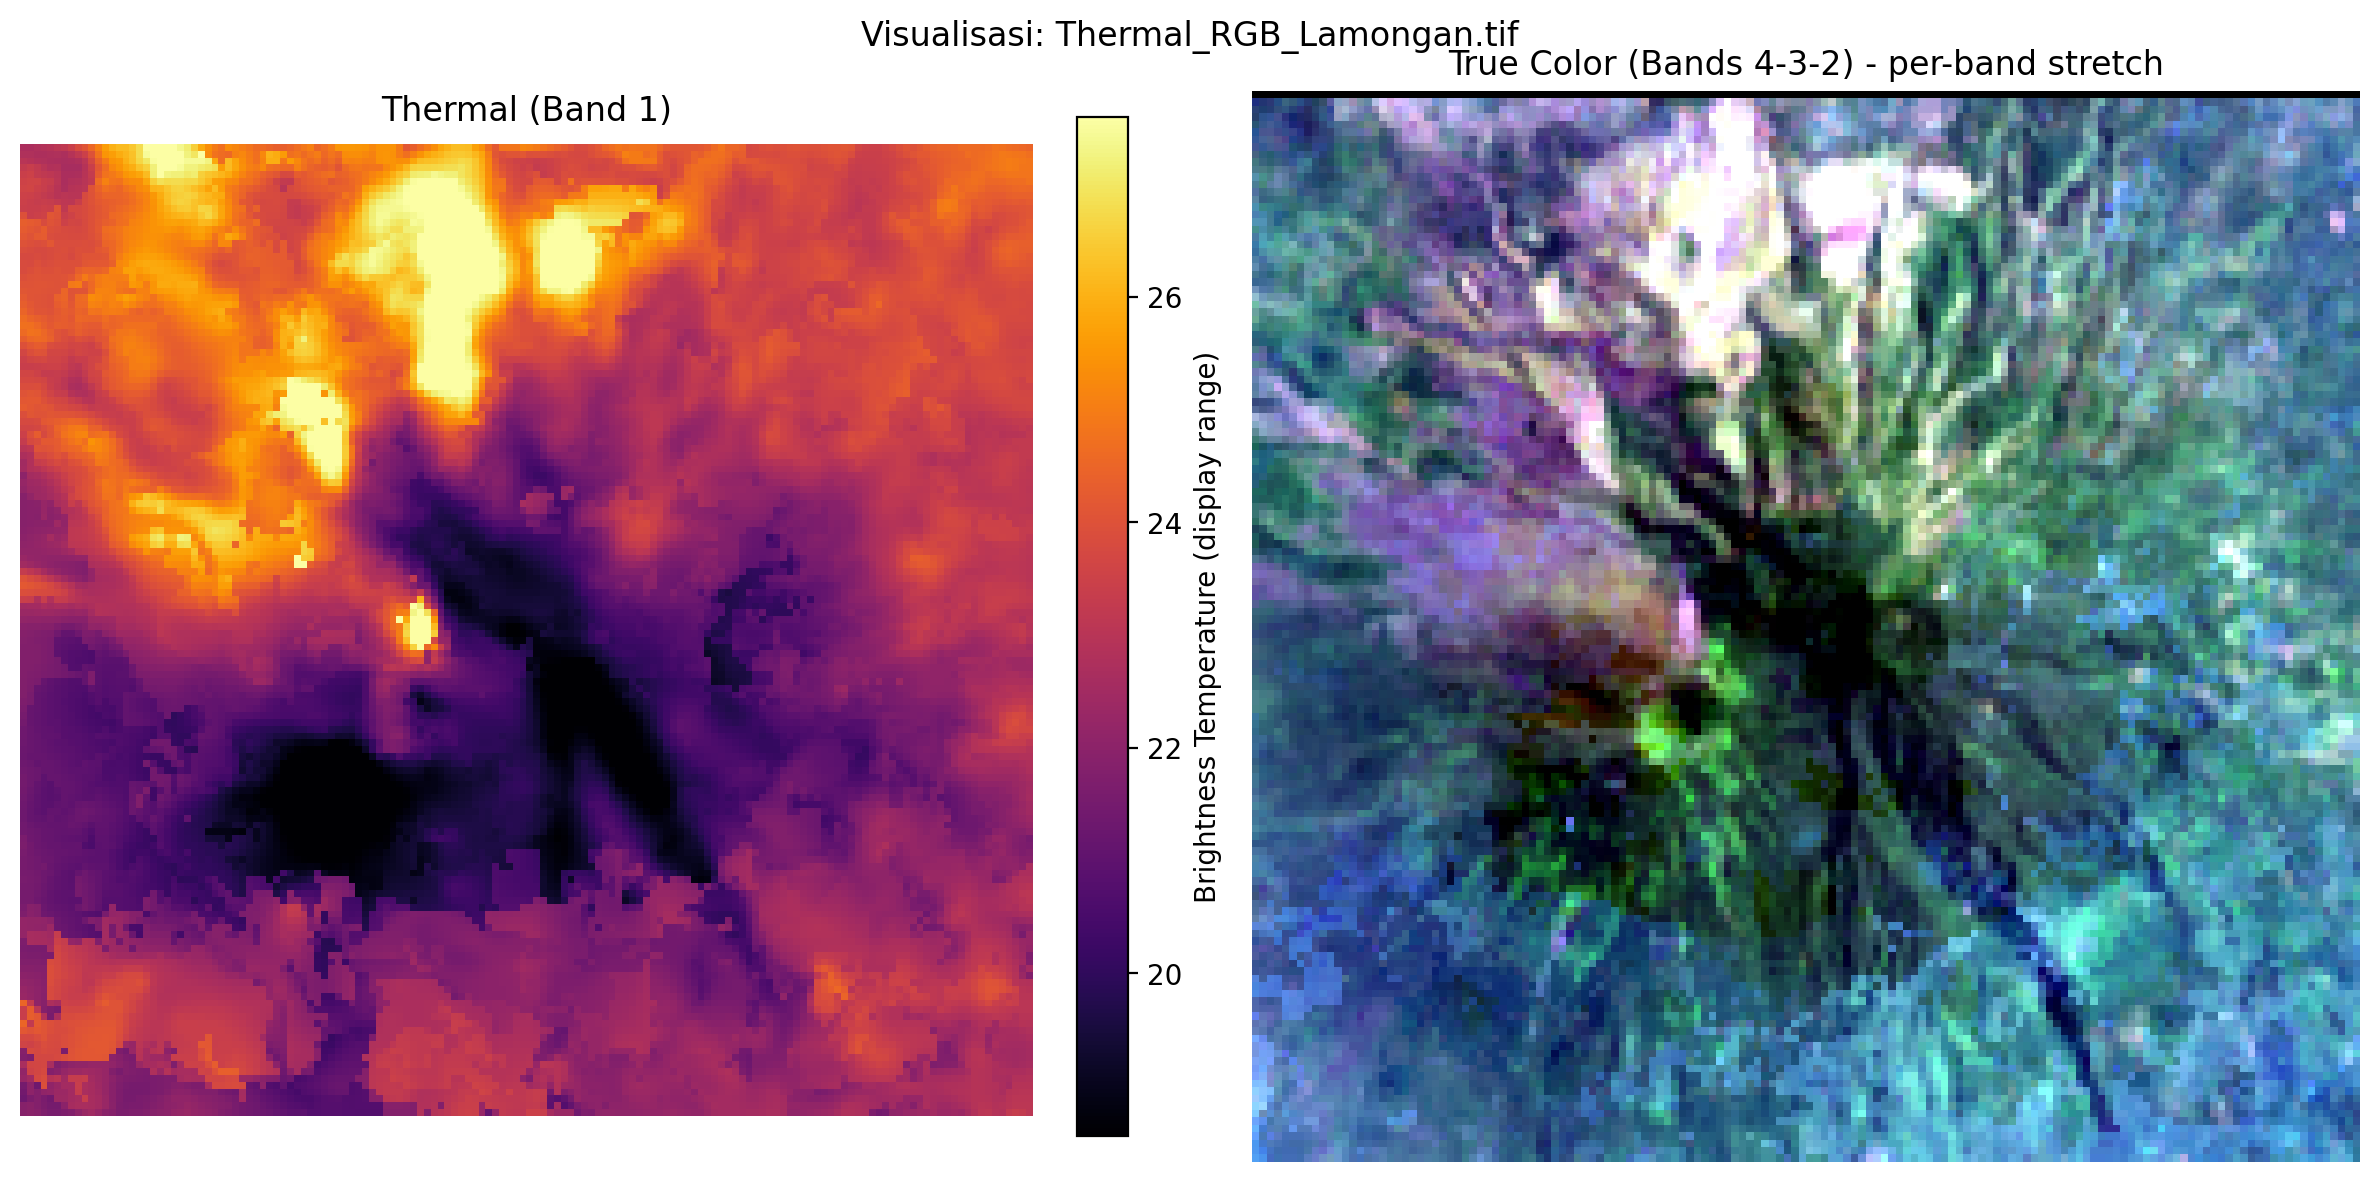 Visualisasi: Thermal_RGB_Lamongan.tif
Thermal (Band 1)
True Color (Bands 4-3-2) - per-band stretch
26
24
22
20
Brightness Temperature (display range)